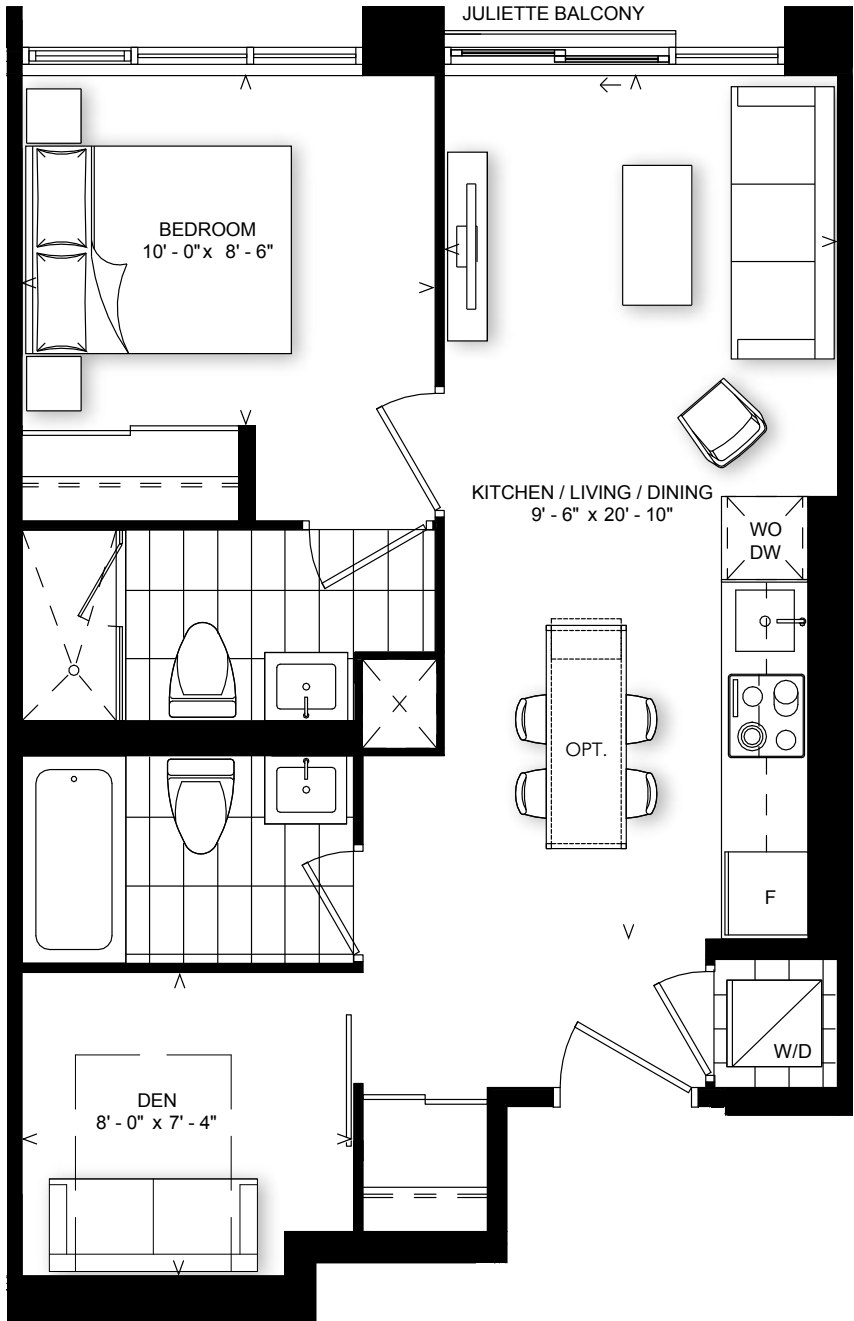 JULIETTE BALCONY
BEDROOM
10' - 0" x 8' - 6"
KITCHEN / LIVING / DINING
9' - 6" x 20' - 10"
WO
DW
OPT.
F
W/D
DEN
8' - 0" x 7' - 4"